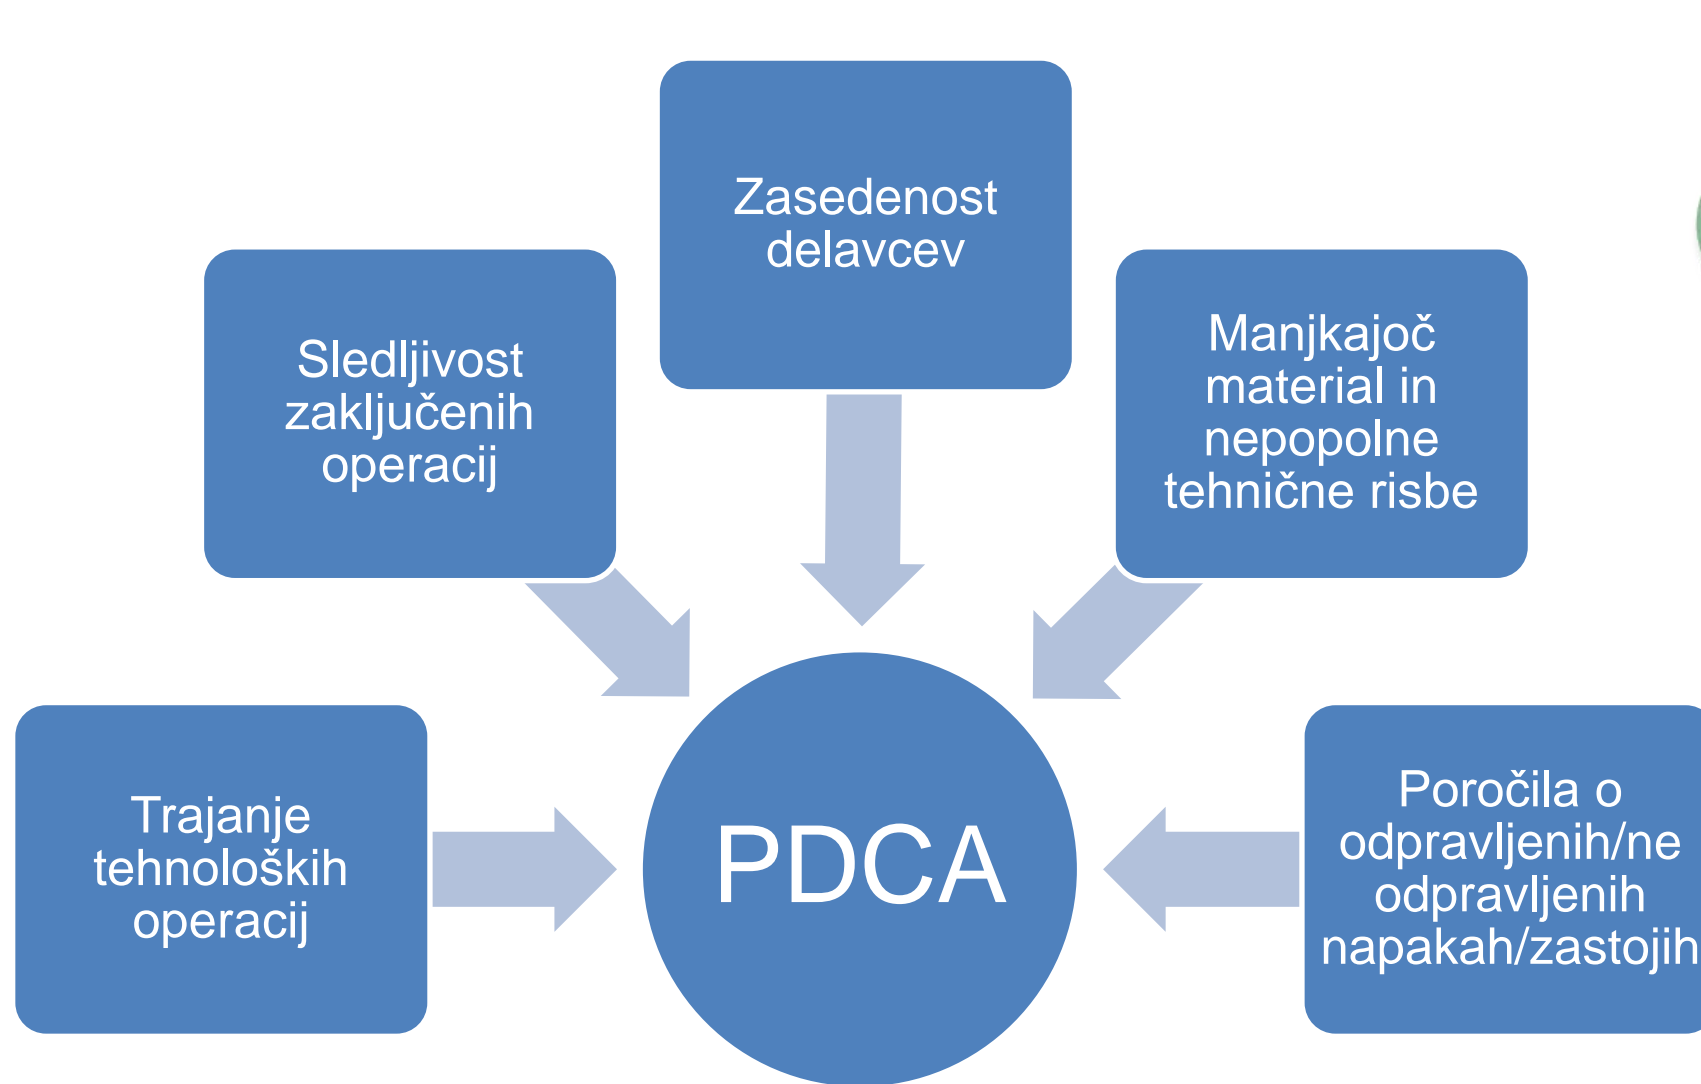 Zasedenost
delavcev
Sledljivost
zaključenih
operacij
Manjkajoč
material in
nepopolne
tehnične risbe
Trajanje
tehnoloških
operacij
PDCA
Poročila o
odpravljenih/ne
odpravljenih
napakah/zastojih